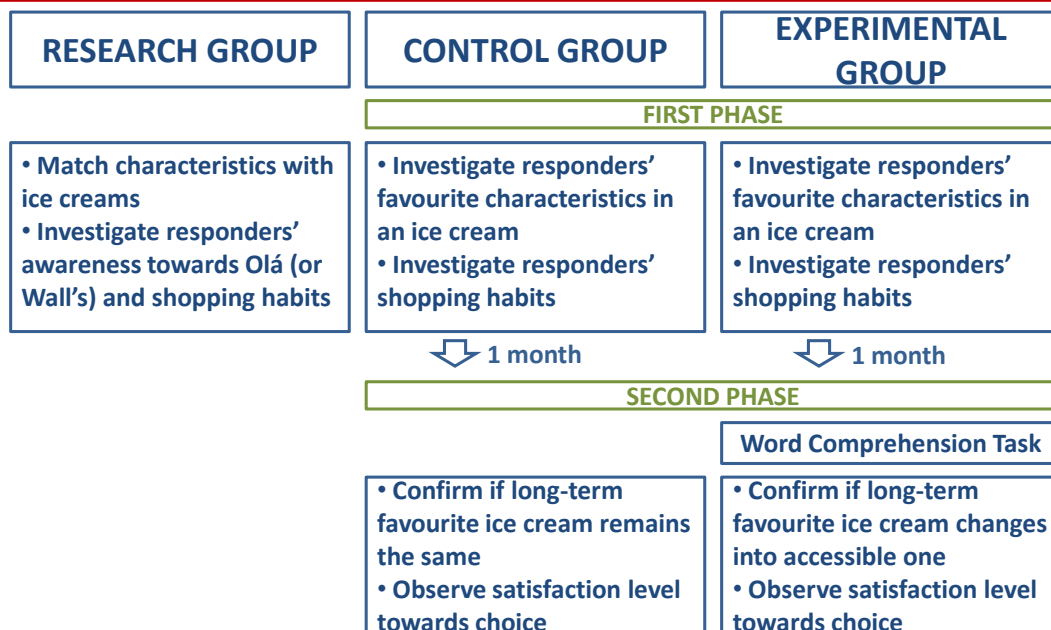 RESEARCH GROUP
CONTROL GROUP
EXPERIMENTAL
GROUP
FIRST PHASE
• Match characteristics with
ice creams
• Investigate responders'
awareness towards Olá (or
Wall's) and shopping habits
• Investigate responders'
favourite characteristics in
an ice cream
• Investigate responders'
shopping habits
• Investigate responders'
favourite characteristics in
an ice cream
• Investigate responders'
shopping habits
1 month
1 month
SECOND PHASE
Word Comprehension Task
• Confirm if long-term
favourite ice cream remains
the same
• Observe satisfaction level
towards choice
• Confirm if long-term
favourite ice cream changes
into accessible one
• Observe satisfaction level
towards choice